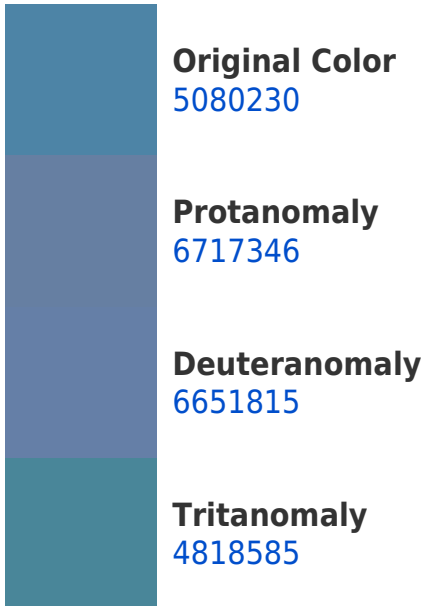 Original Color
5080230
Protanomaly
6717346
Deuteranomaly
6651815
Tritanomaly
4818585